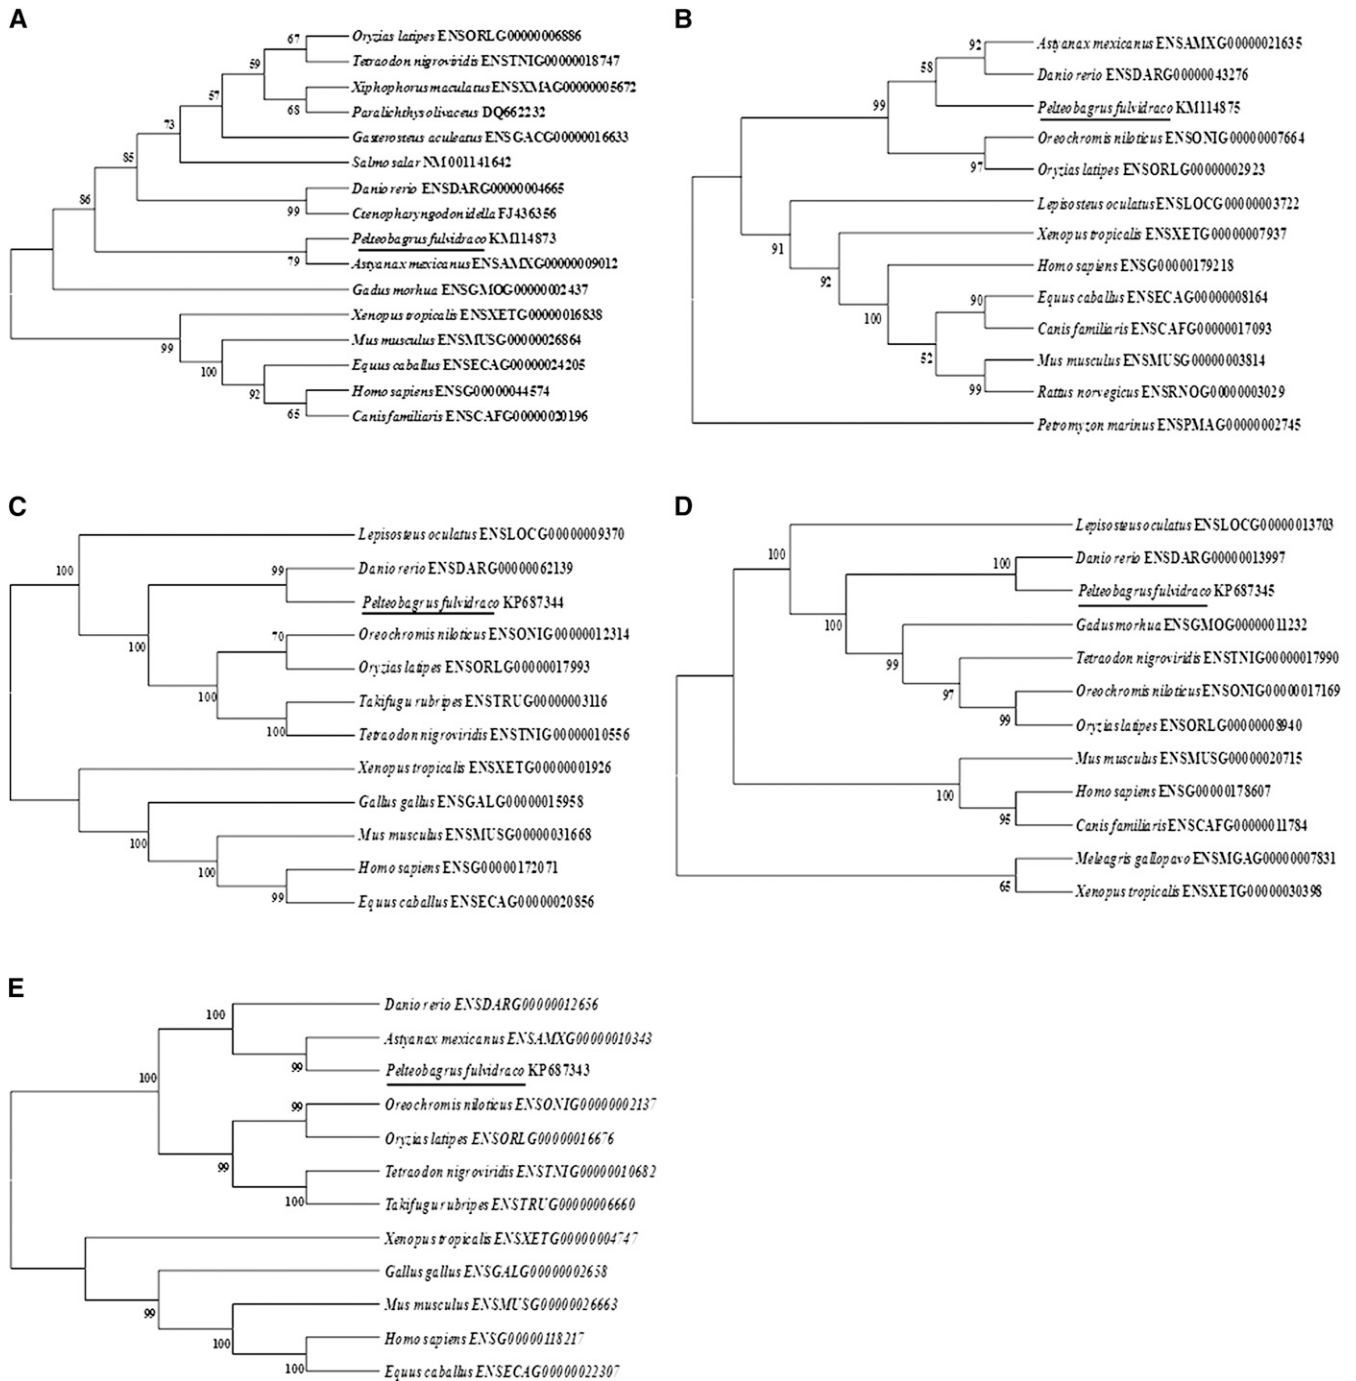 A
67
Oryzias latipes ENSORLG00000006886
Tetraodon nigroviridis ENSTNIG00000018747
59
Xiphophorus maculatus ENSXMAG00000005672
68
Paralichthys olivaceus DQ662232
57
Gasterosteus aculeatus ENSGACG00000016633
73
Salmo salar NM001141642
85
Danio rerio ENSDARG00000004665
99
Ctenopharyngodon idella FJ436356
86
Pelteobagrus fulvidraco KM114873
79
Astyanax mexicanus ENSAMXG00000009012
Gadus morhua ENSGMOG00000002437
Xenopus tropicalis ENSXETG00000016838
99
Mus musculus ENSMUSG00000026864
100
Equus caballus ENSECAG00000024205
92
Homo sapiens ENSG00000044574
65
Canis familiaris ENSCAFG00000020196
B
92
Astyanax mexicanus ENSAMXG00000021635
58
Danio rerio ENSDARG00000043276
99
Pelteobagrus fulvidraco KM114875
Oreochromis niloticus ENSONIG00000007664
97
Oryzias latipes ENSORLG00000002923
Lepisosteus oculatus ENSLOCG00000003722
91
Xenopus tropicalis ENSXETG00000007937
92
Homo sapiens ENSG00000179218
100
90
Equus caballus ENSECAG00000008164
Canis familiaris ENSCAFG00000017093
52
Mus musculus ENSMUSG00000003814
99
Rattus norvegicus ENSRNOG00000003029
Petromyzon marinus ENSPMAG00000002745
C
Lepisosteus oculatus ENSLOCG00000009370
100
99
Danio rerio ENSDARG00000062139
Pelteobagrus fulvidraco KP687344
100
70
Oreochromis niloticus ENSONIG00000012314
Oryzias latipes ENSORLG00000017993
100
Takifugu rubripes ENSTRUG00000003116
100
Tetraodon nigroviridis ENSTNIG00000010556
Xenopus tropicalis ENSXETG00000001926
Gallus gallus ENSGALG00000015958
100
Mus musculus ENSMUSG00000031668
100
Homo sapiens ENSG00000172071
99
Equus caballus ENSECAG00000020856
D
Lepisosteus oculatus ENSLOCG00000013703
100
100
Danio rerio ENSDARG00000013997
Pelteobagrus fulvidraco KP687345
100
Gadus morhua ENSGMOG00000011232
99
Tetraodon nigroviridis ENSTNIG00000017990
97
Oreochromis niloticus ENSONIG00000017169
99
Oryzias latipes ENSORLG00000008940
Mus musculus ENSMUSG00000020715
100
Homo sapiens ENSG00000178607
95
Canis familiaris ENSCAFG00000011784
Meleagris gallopavo ENSMGAG00000007831
65
Xenopus tropicalis ENSXETG00000030398
E
100
Danio rerio ENSDARG00000012656
Astyanax mexicanus ENSAMXG00000010343
99
Pelteobagrus fulvidraco KP687343
100
99
Oreochromis niloticus ENSONIG00000002137
Oryzias latipes ENSORLG00000016676
99
Tetraodon nigroviridis ENSTNIG00000010682
100
Takifugu rubripes ENSTRUG00000006660
Xenopus tropicalis ENSXETG00000004747
Gallus gallus ENSGALG00000002658
99
Mus musculus ENSMUSG00000026663
100
Homo sapiens ENSG00000118217
100
Equus caballus ENSECAG00000022307